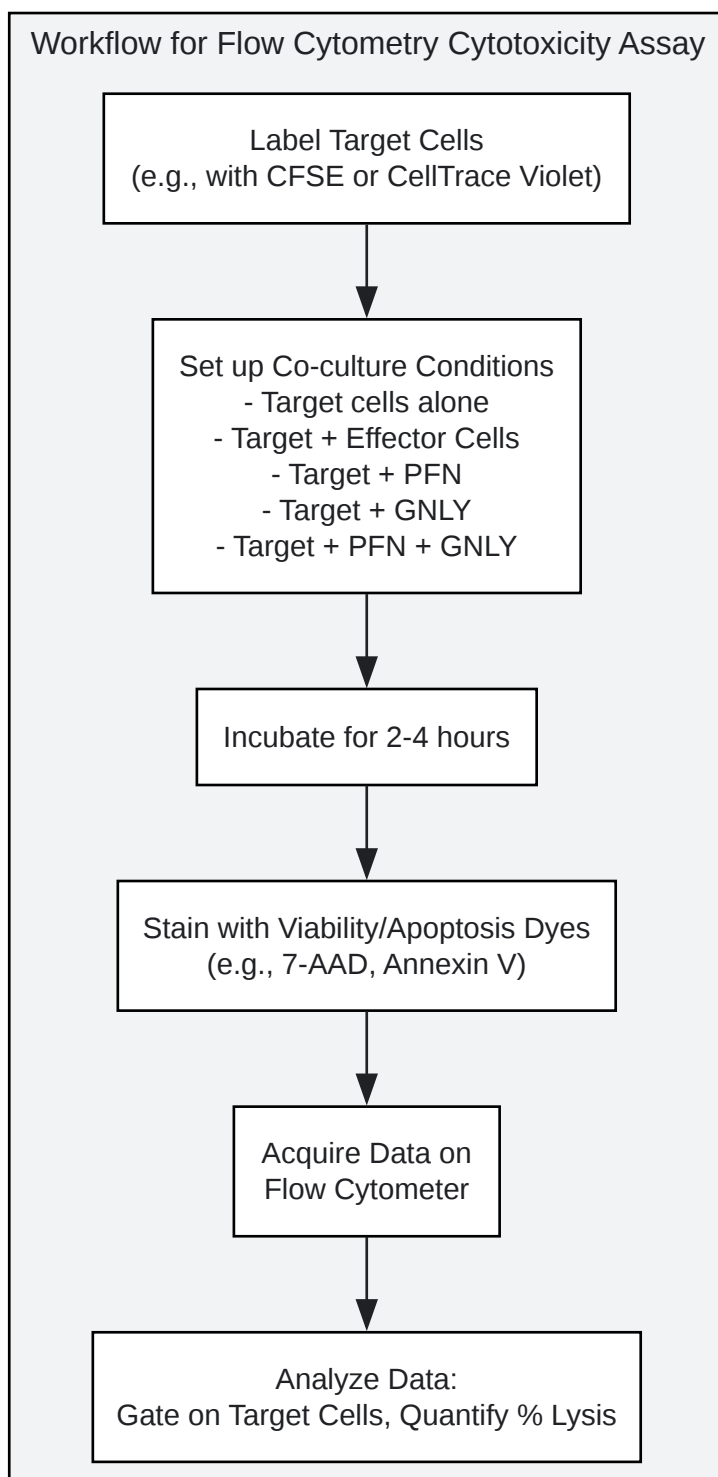 Workflow for Flow Cytometry Cytotoxicity Assay
Label Target Cells
(e.g., with CFSE or CellTrace Violet)
Set up Co-culture Conditions
- Target cells alone
- Target + Effector Cells
- Target + PFN
- Target + GNLY
- Target + PFN + GNLY
Incubate for 2-4 hours
Stain with Viability/Apoptosis Dyes
(e.g., 7-AAD, Annexin V)
Acquire Data on
Flow Cytometer
Analyze Data:
Gate on Target Cells, Quantify % Lysis